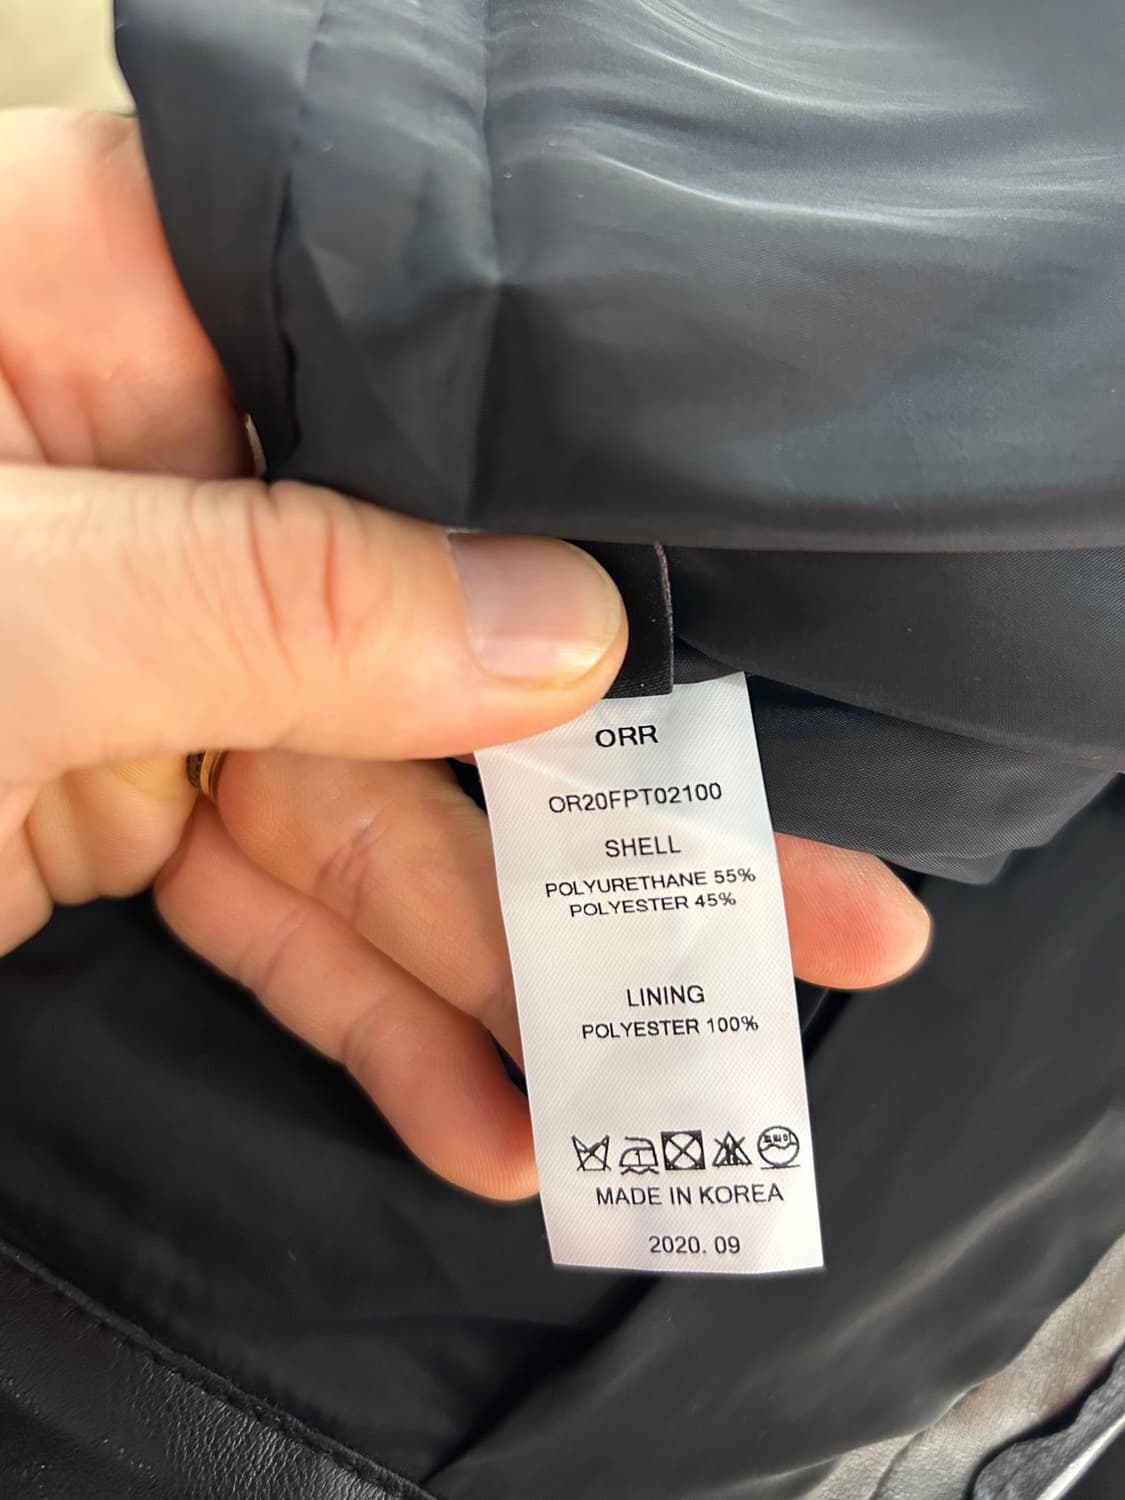 ORR
OR20FPT02100
SHELL
POLYURETHANE 55%
POLYESTER 45%
LINING
POLYESTER 100%
MADE IN KOREA
2020. 09